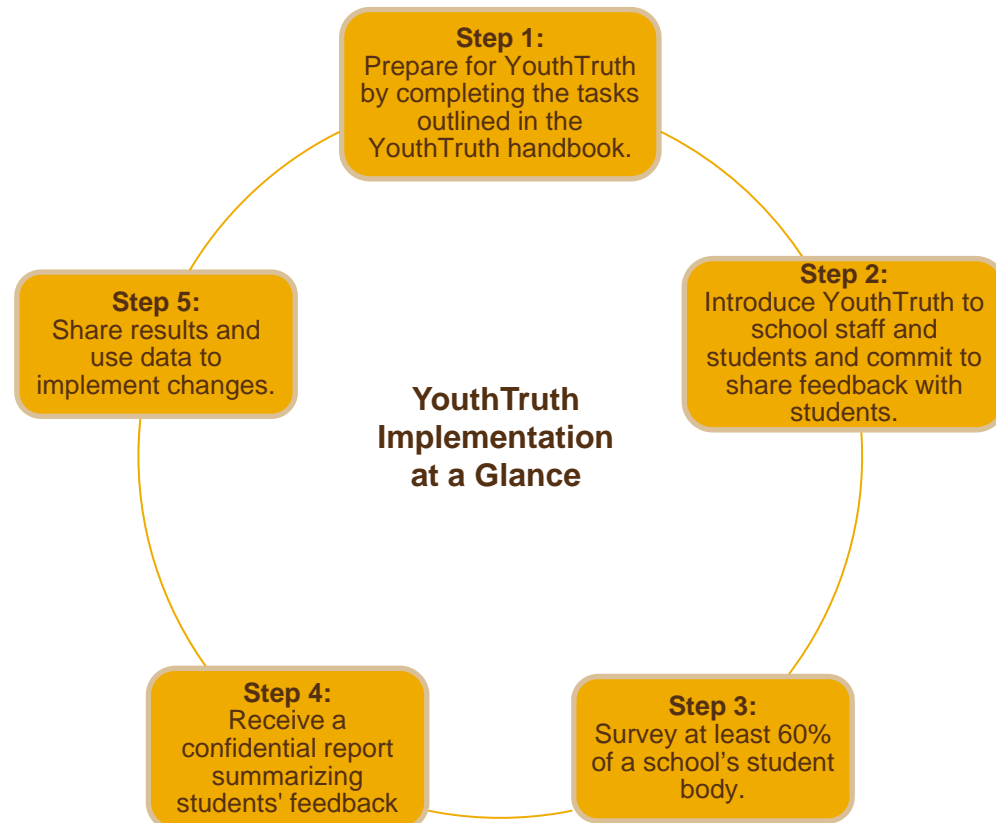 Step 1:
Prepare for YouthTruth
by completing the tasks
outlined in the
YouthTruth handbook.
Step 2:
Introduce YouthTruth to
school staff and
students and commit to
share feedback with
students.
Step 3:
Survey at least 60%
of a school’s student
body.
Step 4:
Receive a
confidential report
summarizing
students' feedback
Step 5:
Share results and
use data to
implement changes.
YouthTruth
Implementation
at a Glance